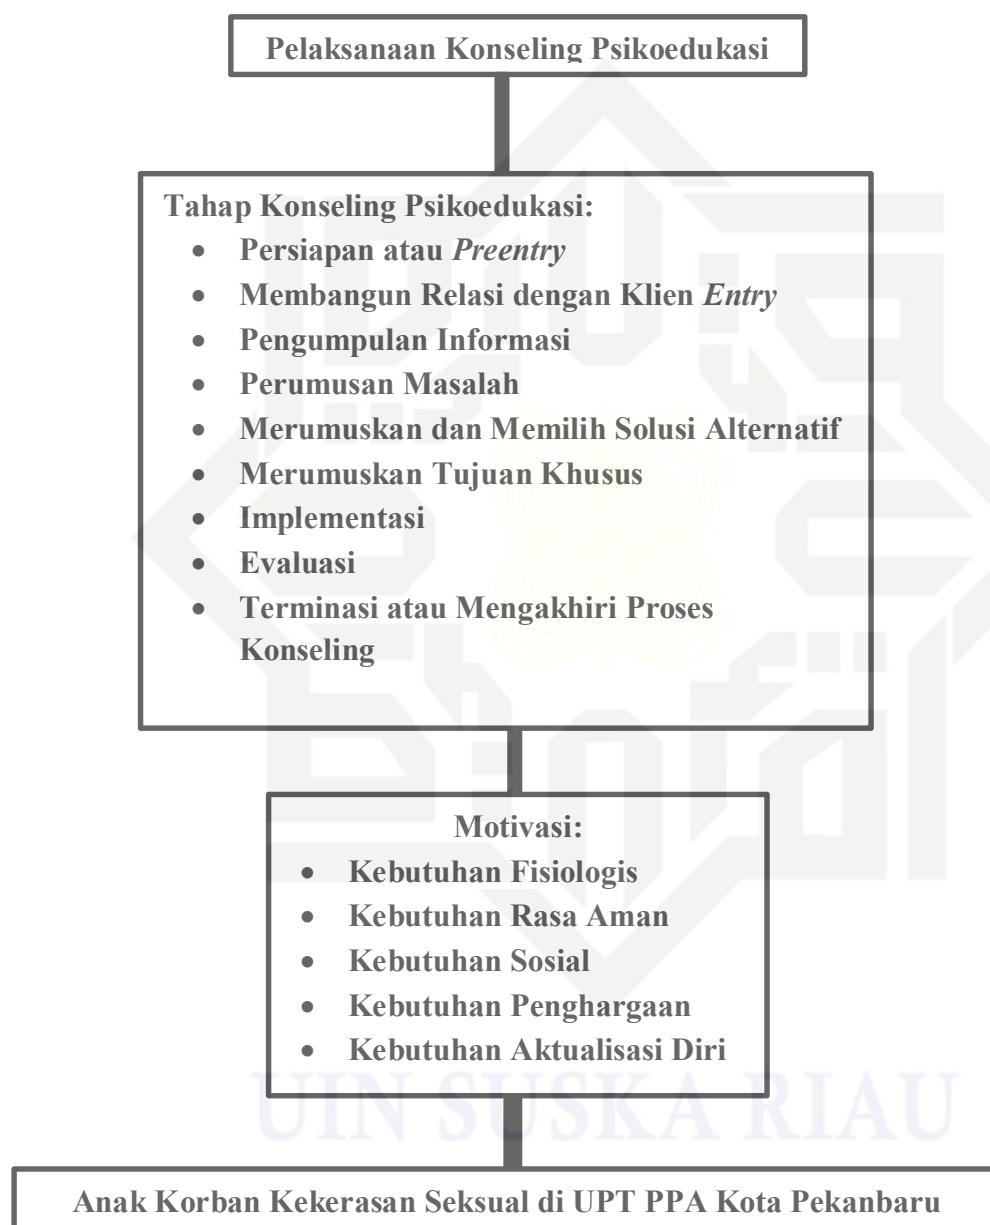 Pelaksanaan Konseling Psikoedukasi
Tahap Konseling Psikoedukasi:
• Persiapan atau Preentry
• Membangun Relasi dengan Klien Entry
• Pengumpulan Informasi
• Perumusan Masalah
• Merumuskan dan Memilih Solusi Alternatif
• Merumuskan Tujuan Khusus
• Implementasi
• Evaluasi
• Terminasi atau Mengakhiri Proses
Konseling
Motivasi:
• Kebutuhan Fisiologis
• Kebutuhan Rasa Aman
• Kebutuhan Sosial
• Kebutuhan Penghargaan
• Kebutuhan Aktualisasi Diri
UIN SUSKA RIAU
Anak Korban Kekerasan Seksual di UPT PPA Kota Pekanbaru